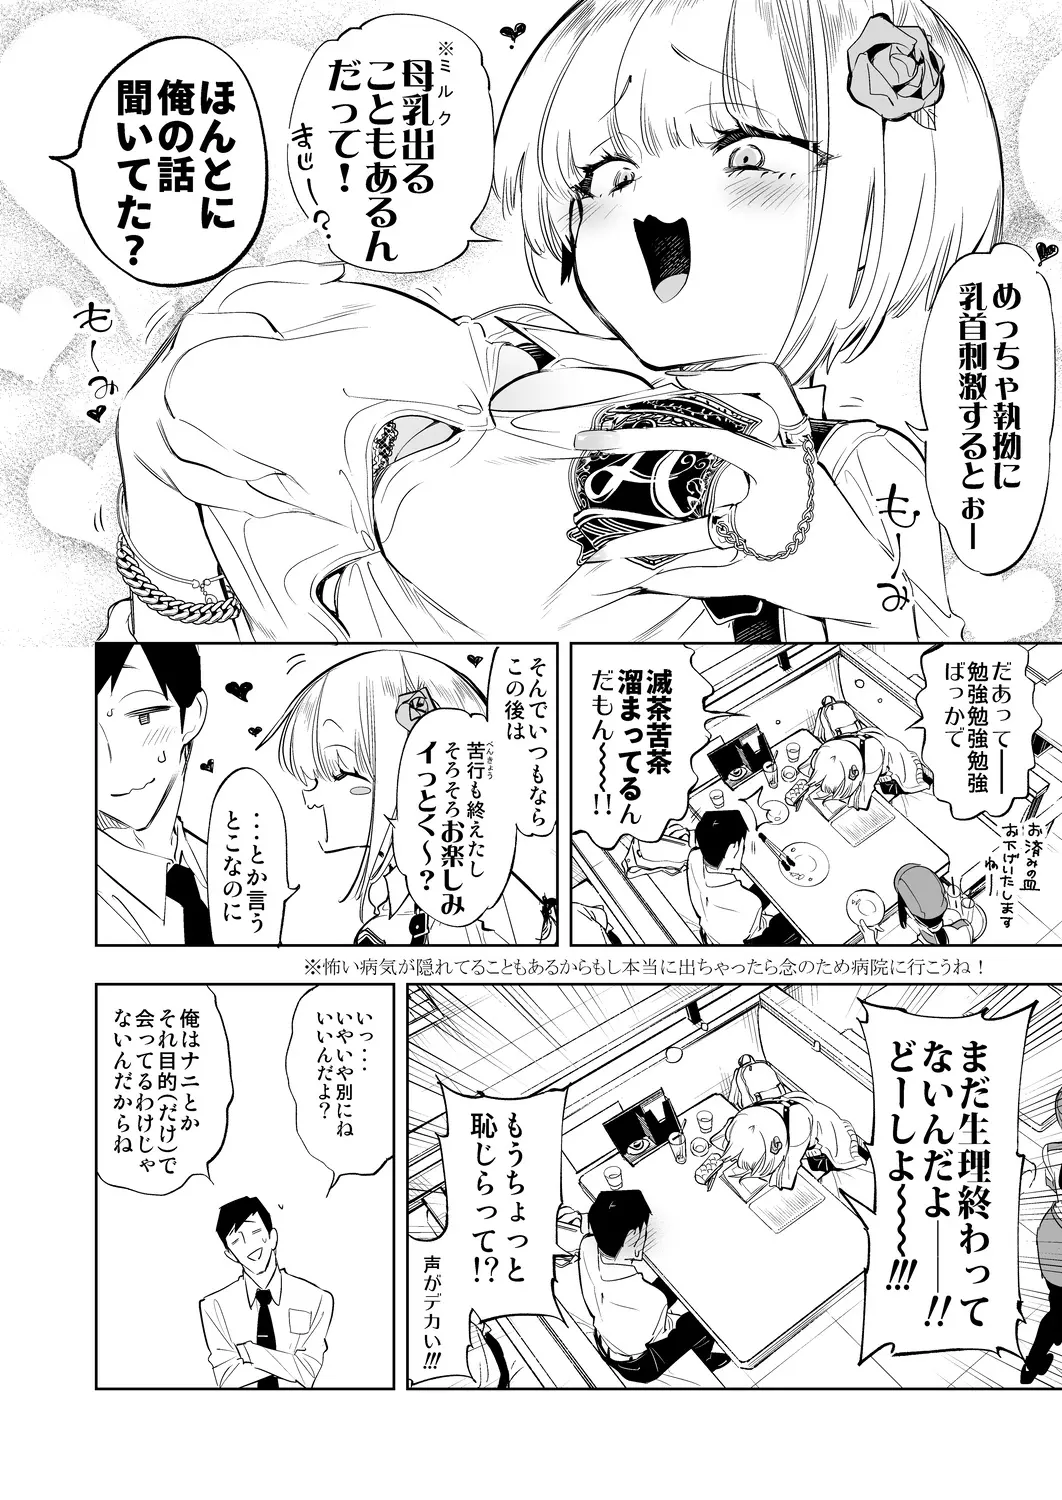 めっちゃ執拗に
乳首刺激するとぉー
※ミルク
母乳出る
こともあるん
だって！
まじー？
ほんとに
俺の話
聞いてた？
も〜み
も〜み
だあってーー
勉強勉強勉強
ばっかで
滅茶苦茶
溜まってるん
だもん〜〜!!
お済みの皿
お下げいたします
ねー
そんでいつもなら
この後は
べんきょう
苦行も終えたし
そろそろお楽しみ
イっとく〜？
･･･とか言う
とこなのに
※怖い病気が隠れてることもあるからもし本当に出ちゃったら念のため病院に行こうね！
まだ生理終わって
ないんだよ――!!
どーしよ〜〜〜!!!
もうちょっと
恥じらって!?
声がデカい!!!
いっ･･･
いやいや別にね
いいんだよ？
俺はナニとか
それ目的(だけ)で
会ってるわけじゃ
ないんだからね